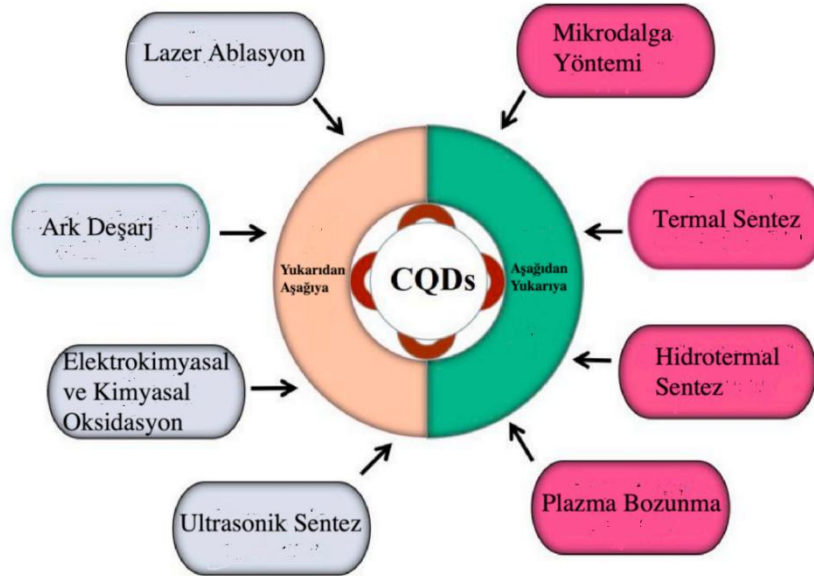 Lazer Ablasyon
Mikrodalga
Yöntemi
Ark Deşarj
Termal Sentez
Yukarıdan
Aşağıya
CQDs
Aşağıdan
Yukarıya
Elektrokimyasal
ve Kimyasal
Oksidasyon
Hidrotermal
Sentez
Ultrasonik Sentez
Plazma Bozunma